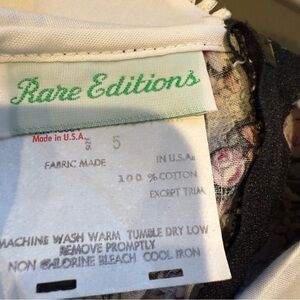 Rare Editions
Made in U.S.A.
SIZE 5
FABRIC MADE IN U.S.A.
100 % COTTON
EXCEPT TRIM
MACHINE WASH WARM TUMBLE DRY LOW
REMOVE PROMPTLY
NON CHLORINE BLEACH COOL IRON